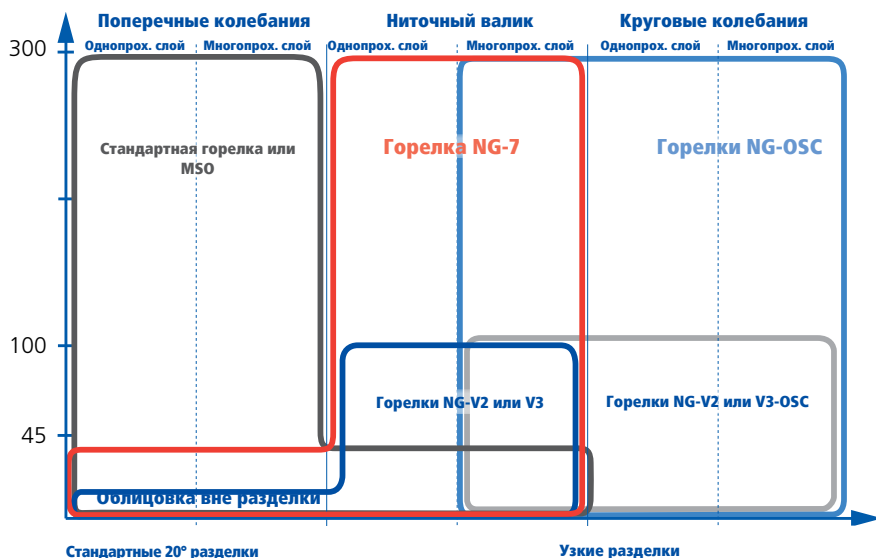 Поперечные колебания
Ниточный валик
Круговые колебания
Однопрох. слой
Многопрох. слой
Однопрох. слой
Многопрох. слой
Однопрох. слой
Многопрох. слой
300
Стандартная горелка или
MSO
Горелка NG-7
Горелки NG-OSC
100
Горелки NG-V2 или V3
Горелки NG-V2 или V3-OSC
45
Облицовка вне разделки
Стандартные 20° разделки
Узкие разделки